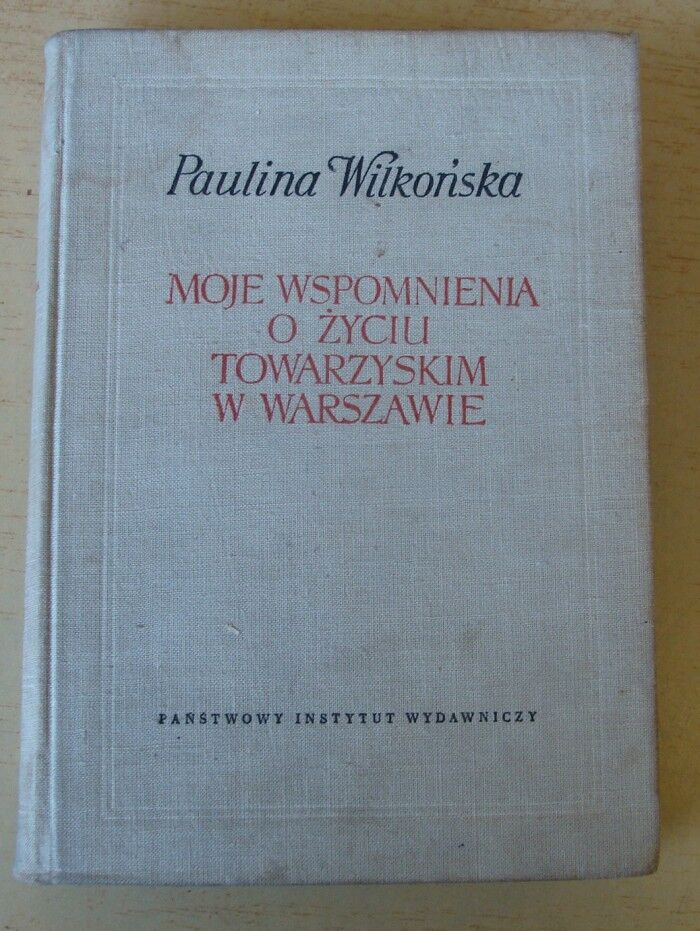 Paulina Wilkońska
MOJE WSPOMNIENIA
O ŻYCIU
TOWARZYSKIM
W WARSZAWIE
PAŃSTWOWY INSTYTUT WYDAWNICZY